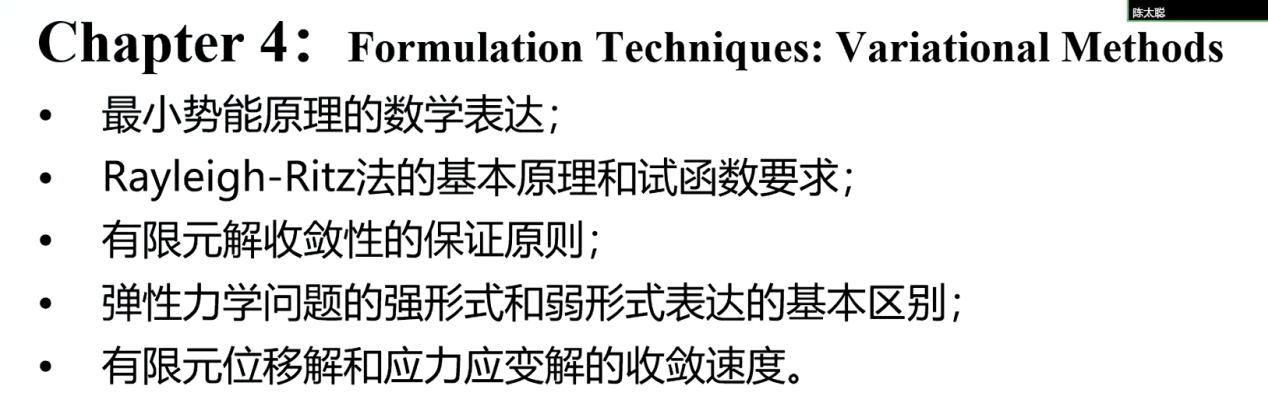 陈太聪
Chapter 4：Formulation Techniques: Variational Methods
• 最小势能原理的数学表达；
• Rayleigh-Ritz法的基本原理和试函数要求；
• 有限元解收敛性的保证原则；
• 弹性力学问题的强形式和弱形式表达的基本区别；
• 有限元位移解和应力应变解的收敛速度。